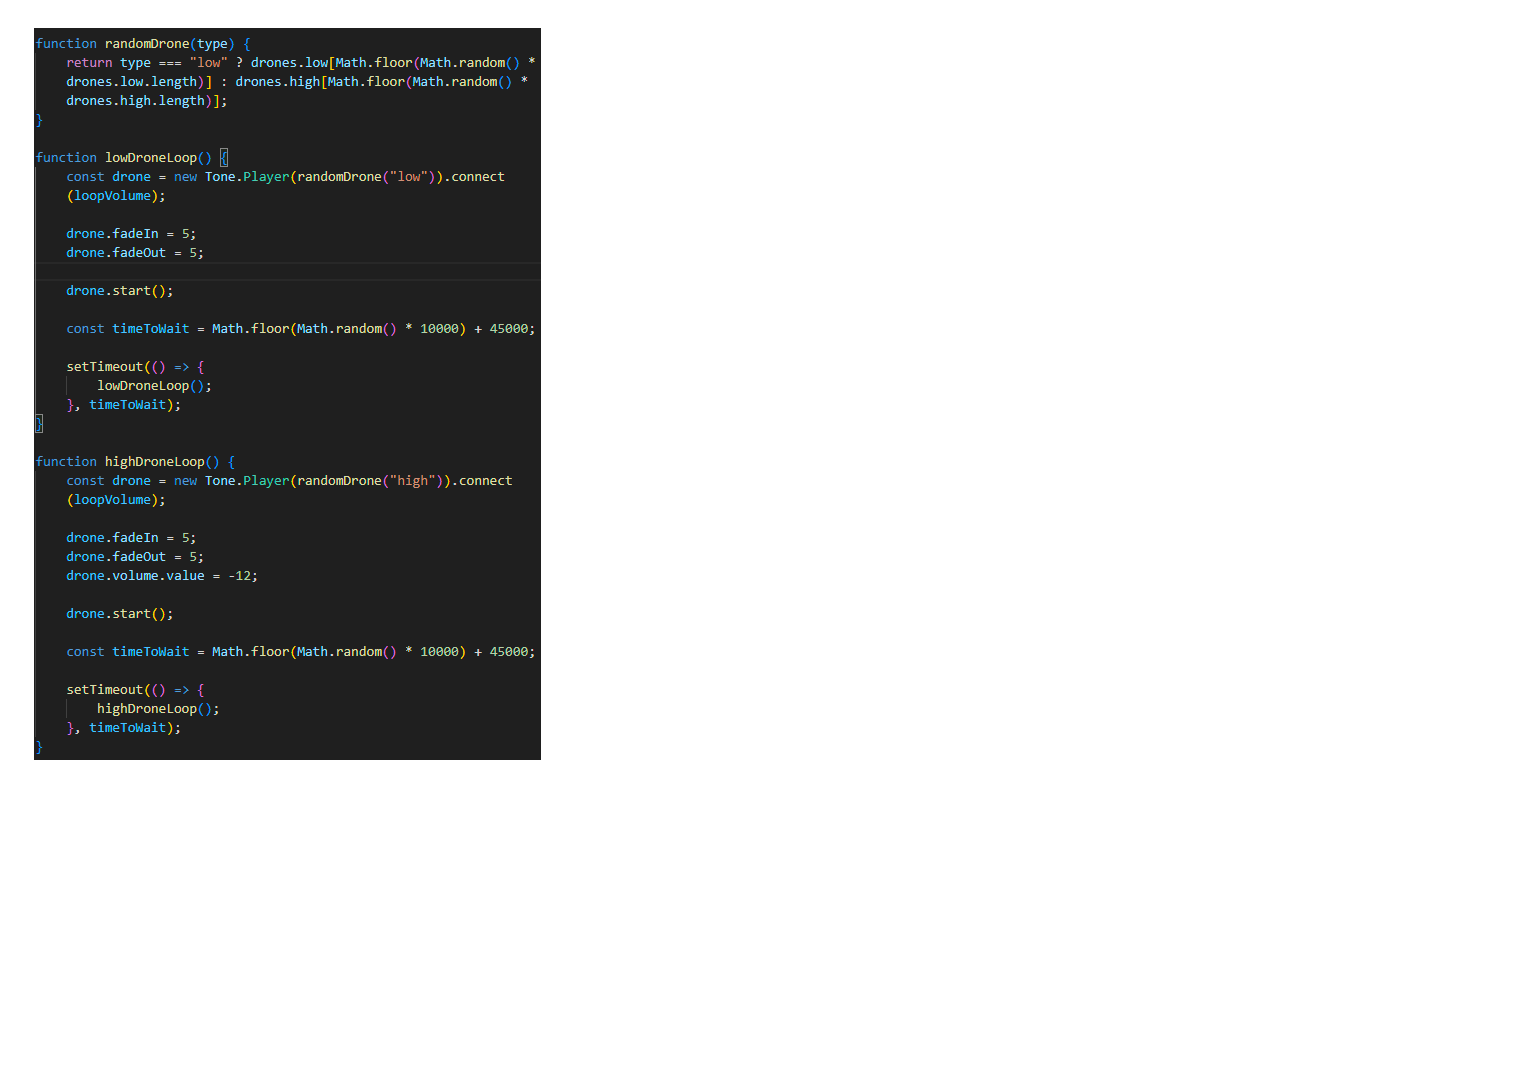 function randomDrone(type) {
return type === "low" ? drones.low[Math.floor(Math.random() *
drones.low.length)] : drones.high[Math.floor(Math.random() *
drones.high.length)];
}
function lowDroneLoop() {
const drone = new Tone.Player(randomDrone("low")).connect
(loopVolume);
drone.fadeIn = 5;
drone.fadeOut = 5;
drone.start();
const timeToWait = Math.floor(Math.random() * 10000) + 45000;
setTimeout(() => {
lowDroneLoop();
}, timeToWait);
}
function highDroneLoop() {
const drone = new Tone.Player(randomDrone("high")).connect
(loopVolume);
drone.fadeIn = 5;
drone.fadeOut = 5;
drone.volume.value = -12;
drone.start();
const timeToWait = Math.floor(Math.random() * 10000) + 45000;
setTimeout(() => {
highDroneLoop();
}, timeToWait);
}